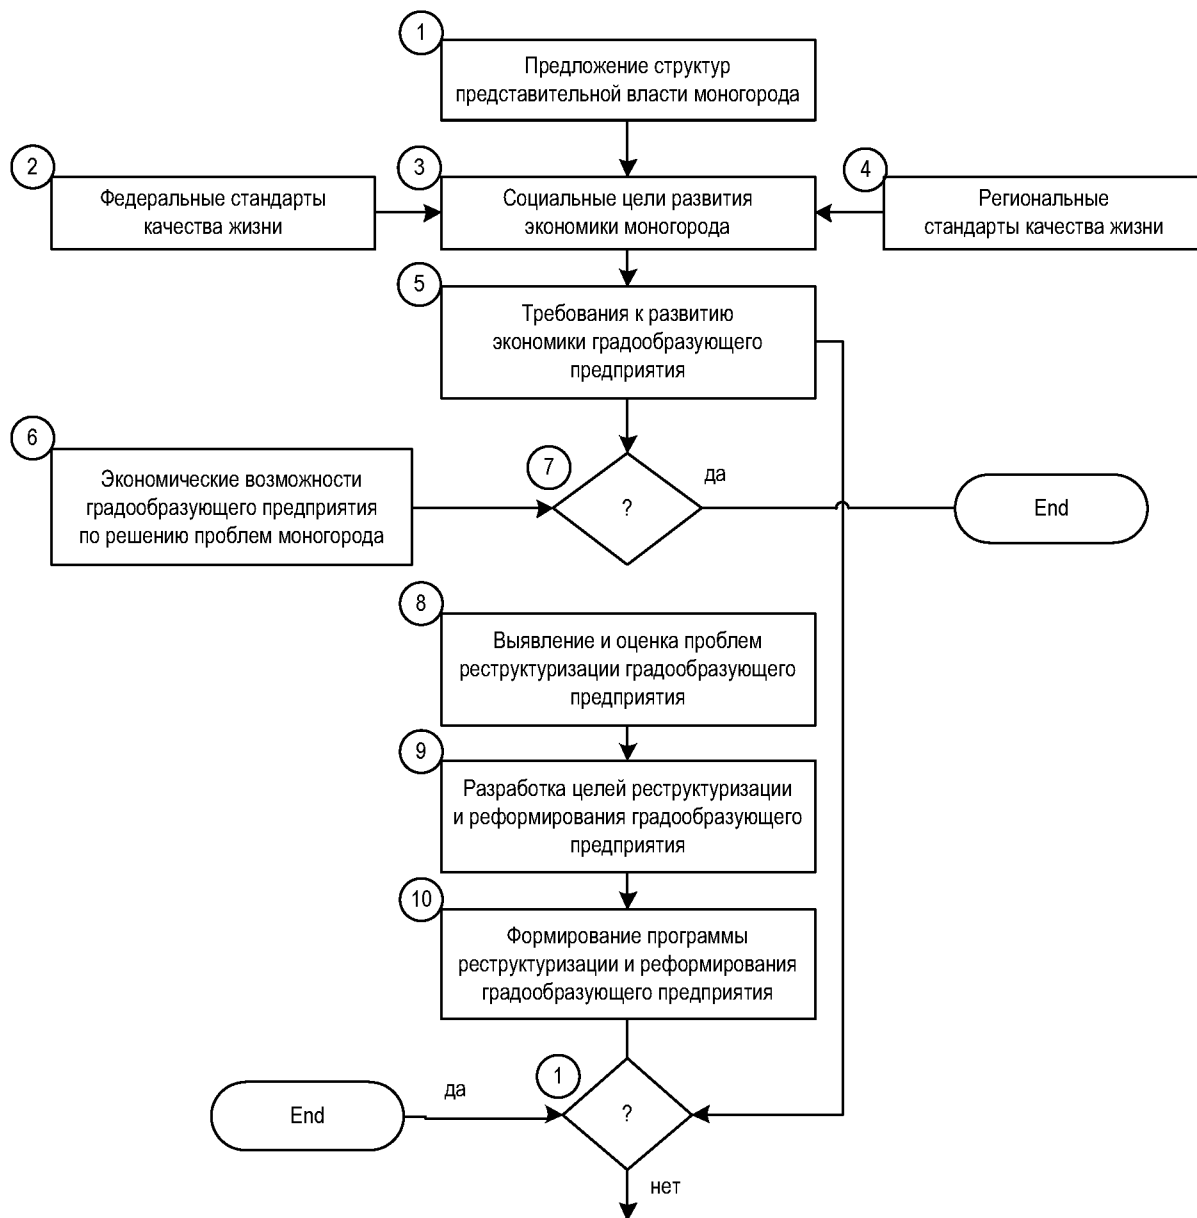 1
Предложение структур
представительной власти моногорода
2
Федеральные стандарты
качества жизни
3
Социальные цели развития
экономики моногорода
4
Региональные
стандарты качества жизни
5
Требования к развитию
экономики градообразующего
предприятия
6
Экономические возможности
градообразующего предприятия
по решению проблем моногорода
7
?
да
End
8
Выявление и оценка проблем
реструктуризации градообразующего
предприятия
9
Разработка целей реструктуризации
и реформирования градообразующего
предприятия
10
Формирование программы
реструктуризации и реформирования
градообразующего предприятия
End
да
1
?
нет